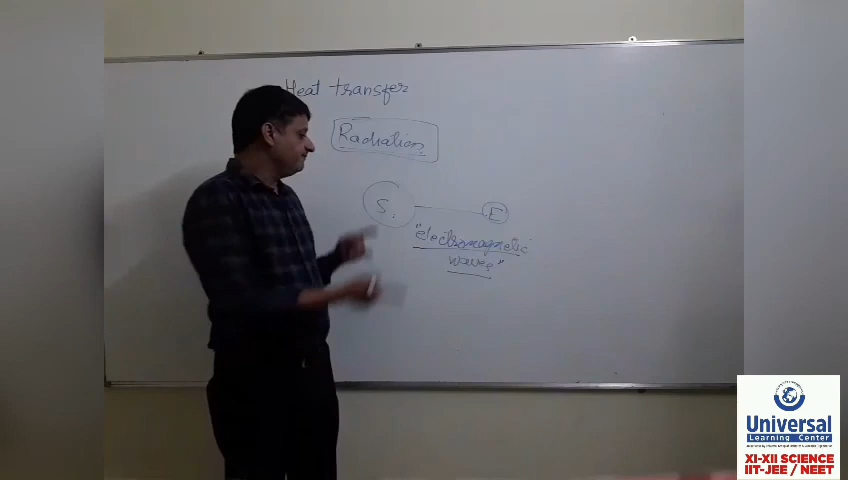 Heat transfer
Radiation
S.
E
"electromagnetic
waves"
Universal
Learning Center
XI-XII SCIENCE
IIT-JEE / NEET